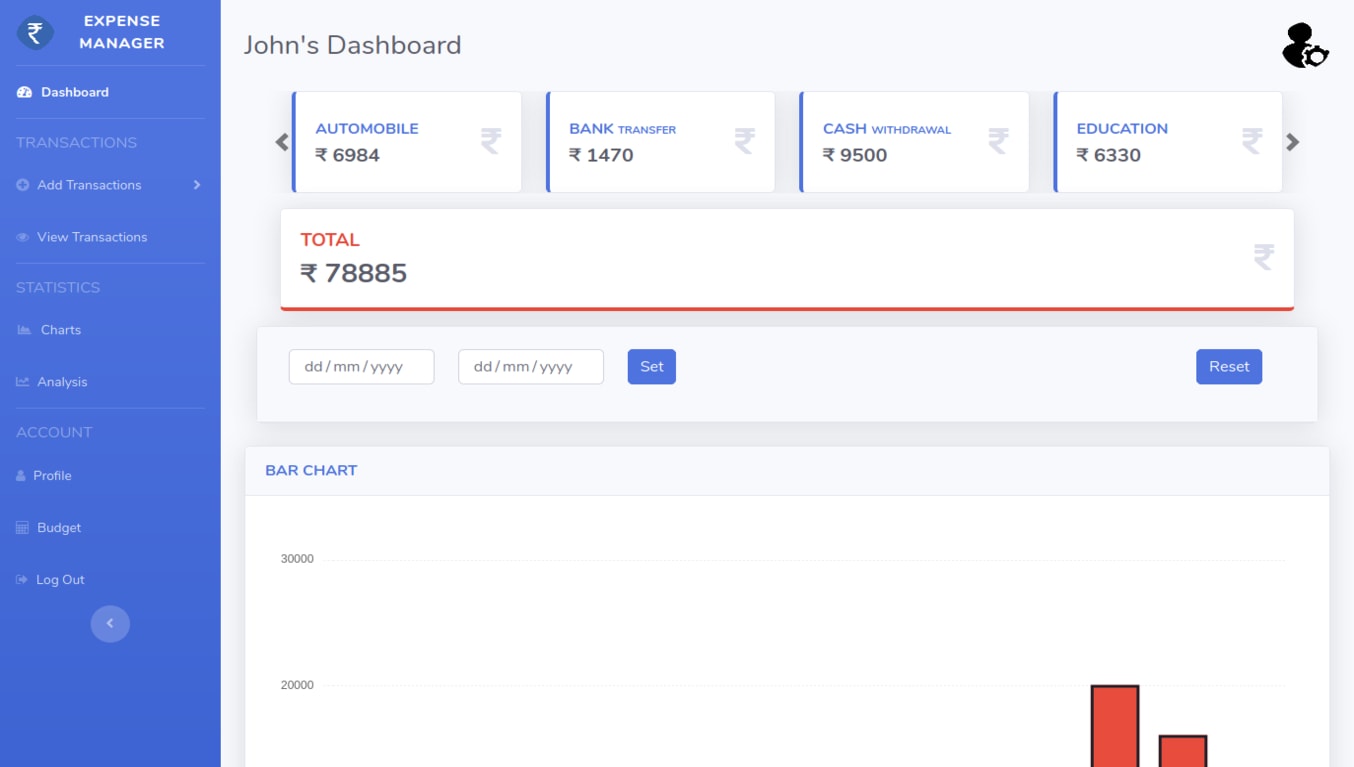 EXPENSE
MANAGER
Dashboard
TRANSACTIONS
Add Transactions
View Transactions
STATISTICS
Charts
Analysis
ACCOUNT
Profile
Budget
Log Out
John's Dashboard
AUTOMOBILE
₹ 6984
BANK TRANSFER
₹ 1470
CASH WITHDRAWAL
₹ 9500
EDUCATION
₹ 6330
TOTAL
₹ 78885
dd/mm/yyyy dd/mm/yyyy Set Reset
BAR CHART
30000
20000